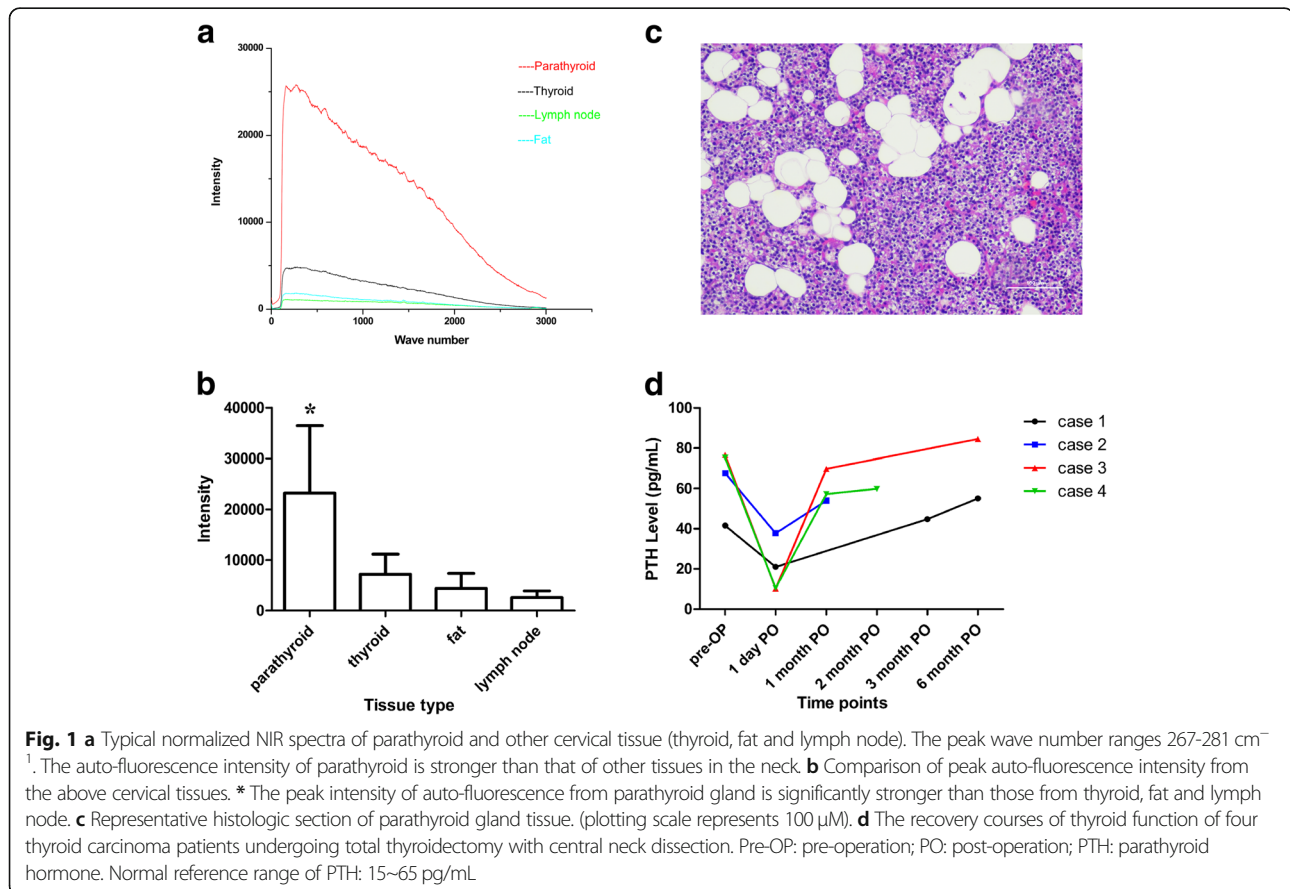 a
30000
20000
10000
0
Intensity
0
1000
2000
3000
Wave number
----Parathyroid
----Thyroid
----Lymph node
----Fat
c
b
40000
30000
20000
10000
0
Intensity
*
parathyroid
thyroid
fat
lymph node
Tissue type
d
100
80
60
40
20
0
PTH Level (pg/mL)
pre-OP
1 day PO
1 month PO
2 month PO
3 month PO
6 month PO
Time points
case 1
case 2
case 3
case 4
Fig. 1 a Typical normalized NIR spectra of parathyroid and other cervical tissue (thyroid, fat and lymph node). The peak wave number ranges 267-281 cm⁻
¹. The auto-fluorescence intensity of parathyroid is stronger than that of other tissues in the neck. b Comparison of peak auto-fluorescence intensity from
the above cervical tissues. * The peak intensity of auto-fluorescence from parathyroid gland is significantly stronger than those from thyroid, fat and lymph
node. c Representative histologic section of parathyroid gland tissue. (plotting scale represents 100 μM). d The recovery courses of thyroid function of four
thyroid carcinoma patients undergoing total thyroidectomy with central neck dissection. Pre-OP: pre-operation; PO: post-operation; PTH: parathyroid
hormone. Normal reference range of PTH: 15~65 pg/mL